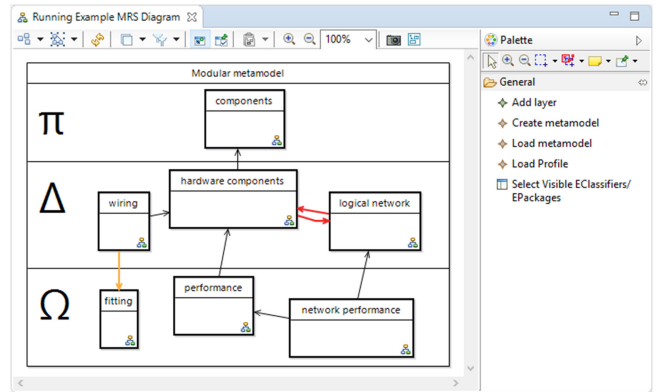 Running Example MRS Diagram
100%
Modular metamodel
π
components
Δ
hardware components
wiring
logical network
Ω
fitting
performance
network performance
Palette
General
Add layer
Create metamodel
Load metamodel
Load Profile
Select Visible EClassifiers/
EPackages